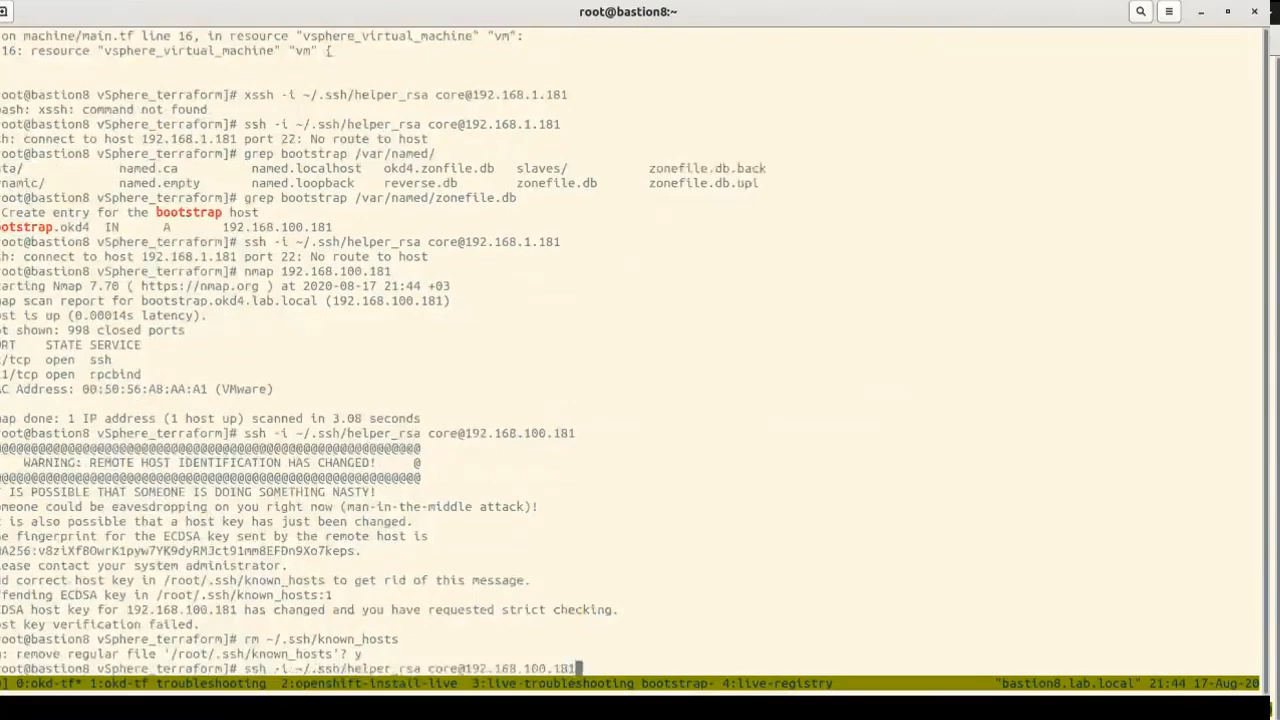 root@bastion8:~
on machine/main.tf line 16, in resource "vsphere_virtual_machine" "vm":
16: resource "vsphere_virtual_machine" "vm" {
oot@bastion8 vSphere_terraform]# xssh -i ~/.ssh/helper_rsa core@192.168.1.181
ash: xssh: command not found
oot@bastion8 vSphere_terraform]# ssh -i ~/.ssh/helper_rsa core@192.168.1.181
h: connect to host 192.168.1.181 port 22: No route to host
oot@bastion8 vSphere_terraform]# grep bootstrap /var/named/
ta/ named.ca named.localhost okd4.zonfile.db slaves/ zonefile.db.back
namic/ named.empty named.loopback reverse.db zonefile.db zonefile.db.upi
oot@bastion8 vSphere_terraform]# grep bootstrap /var/named/zonefile.db
Create entry for the bootstrap host
ootstrap.okd4 IN A 192.168.100.181
oot@bastion8 vSphere_terraform]# ssh -i ~/.ssh/helper_rsa core@192.168.1.181
h: connect to host 192.168.1.181 port 22: No route to host
oot@bastion8 vSphere_terraform]# nmap 192.168.100.181
arting Nmap 7.70 ( https://nmap.org ) at 2020-08-17 21:44 +03
map scan report for bootstrap.okd4.lab.local (192.168.100.181)
ost is up (0.00014s latency).
ot shown: 998 closed ports
ORT STATE SERVICE
/tcp open ssh
1/tcp open rpcbind
AC Address: 00:50:56:A8:AA:A1 (VMware)
map done: 1 IP address (1 host up) scanned in 3.08 seconds
oot@bastion8 vSphere_terraform]# ssh -i ~/.ssh/helper_rsa core@192.168.100.181
@@@@@@@@@@@@@@@@@@@@@@@@@@@@@@@@@@@@@@@@@@@@@@@@@@@@@@@@@@
WARNING: REMOTE HOST IDENTIFICATION HAS CHANGED! @
@@@@@@@@@@@@@@@@@@@@@@@@@@@@@@@@@@@@@@@@@@@@@@@@@@@@@@@@@@
T IS POSSIBLE THAT SOMEONE IS DOING SOMETHING NASTY!
omeone could be eavesdropping on you right now (man-in-the-middle attack)!
t is also possible that a host key has just been changed.
he fingerprint for the ECDSA key sent by the remote host is
HA256:v8ziXf8OwrK1pyw7YK9dyRMJct91mm8EFDn9Xo7keps.
lease contact your system administrator.
dd correct host key in /root/.ssh/known_hosts to get rid of this message.
ffending ECDSA key in /root/.ssh/known_hosts:1
CDSA host key for 192.168.100.181 has changed and you have requested strict checking.
ost key verification failed.
oot@bastion8 vSphere_terraform]# rm ~/.ssh/known_hosts
m: remove regular file '/root/.ssh/known_hosts'? y
oot@bastion8 vSphere_terraform]# ssh -i ~/.ssh/helper_rsa core@192.168.100.181
] 0:okd-tf* 1:okd-tf troubleshooting 2:openshift-install-live 3:live-troubleshooting bootstrap- 4:live-registry "bastion8.lab.local" 21:44 17-Aug-20